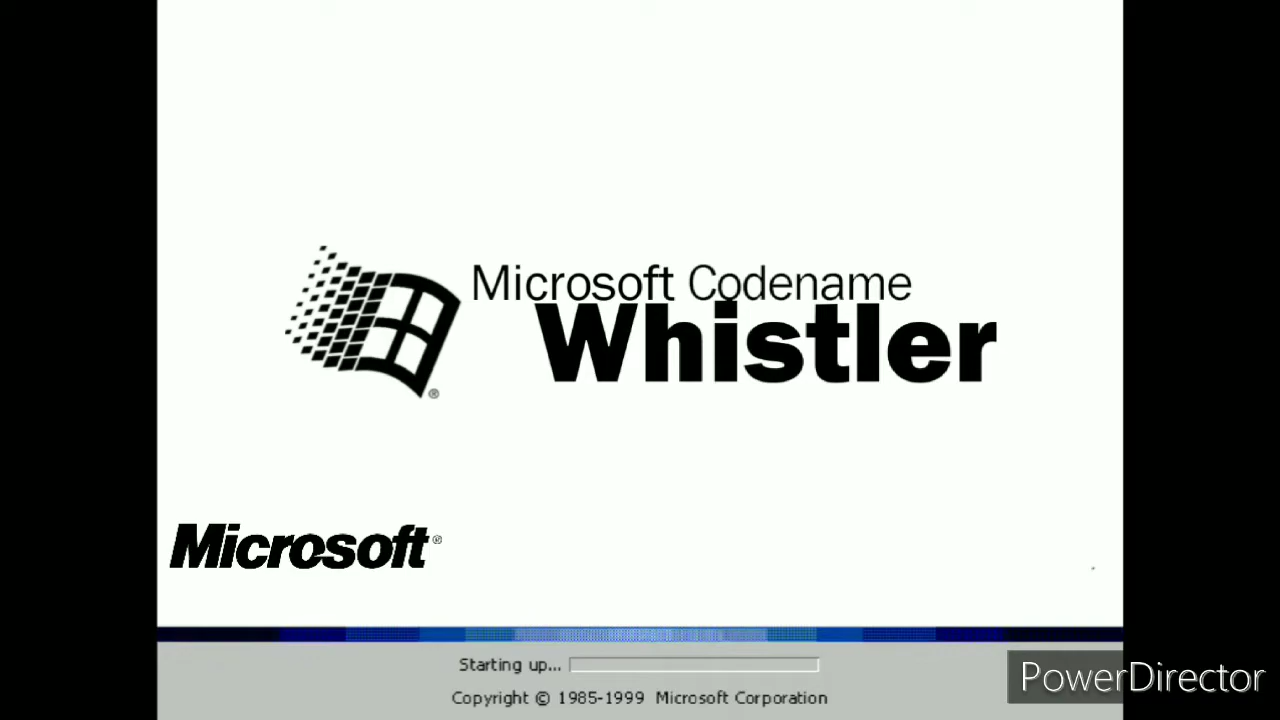 Microsoft Codename
Whistler
®
Microsoft®
Starting up...
Copyright © 1985-1999 Microsoft Corporation
PowerDirector